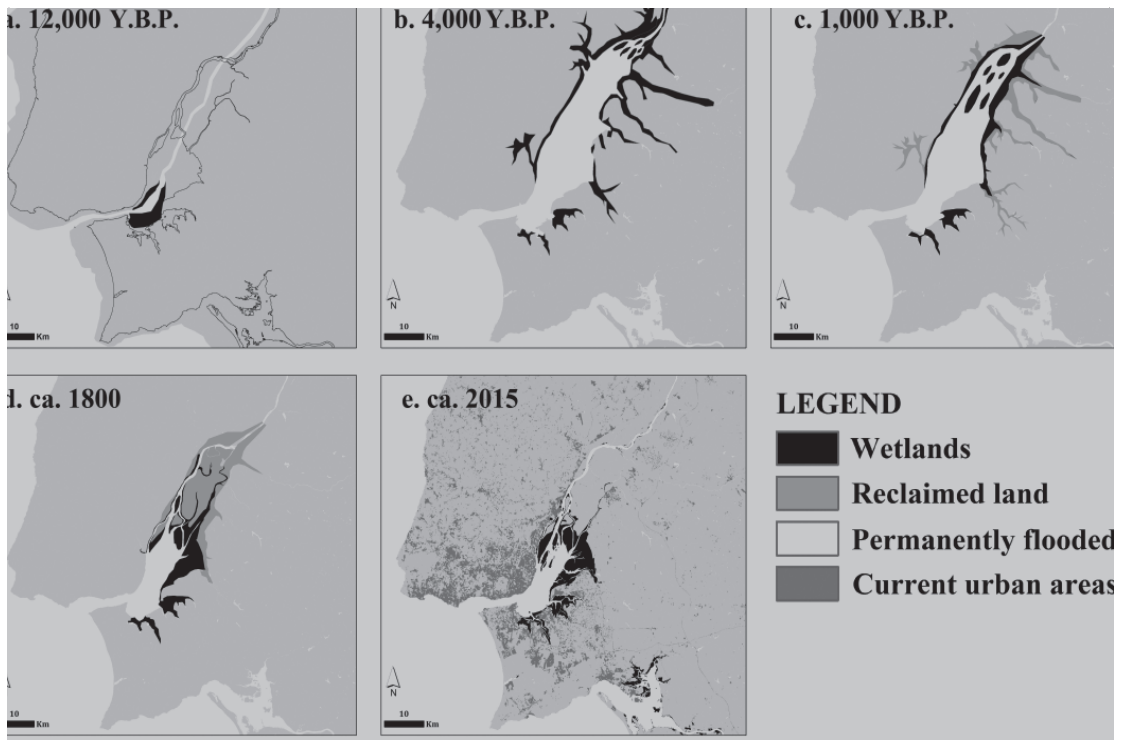 a. 12,000 Y.B.P.
b. 4,000 Y.B.P.
c. 1,000 Y.B.P.
10
Km
N
10
Km
N
10
Km
d. ca. 1800
e. ca. 2015
LEGEND
Wetlands
Reclaimed land
Permanently flooded
Current urban areas
10
Km
N
10
Km